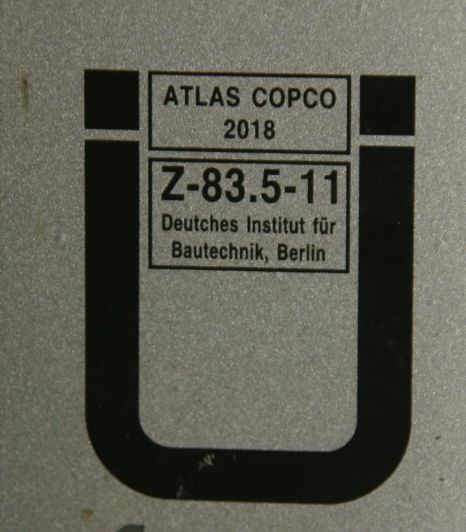 ATLAS COPCO
2018
Z-83.5-11
Deutches Institut für
Bautechnik, Berlin